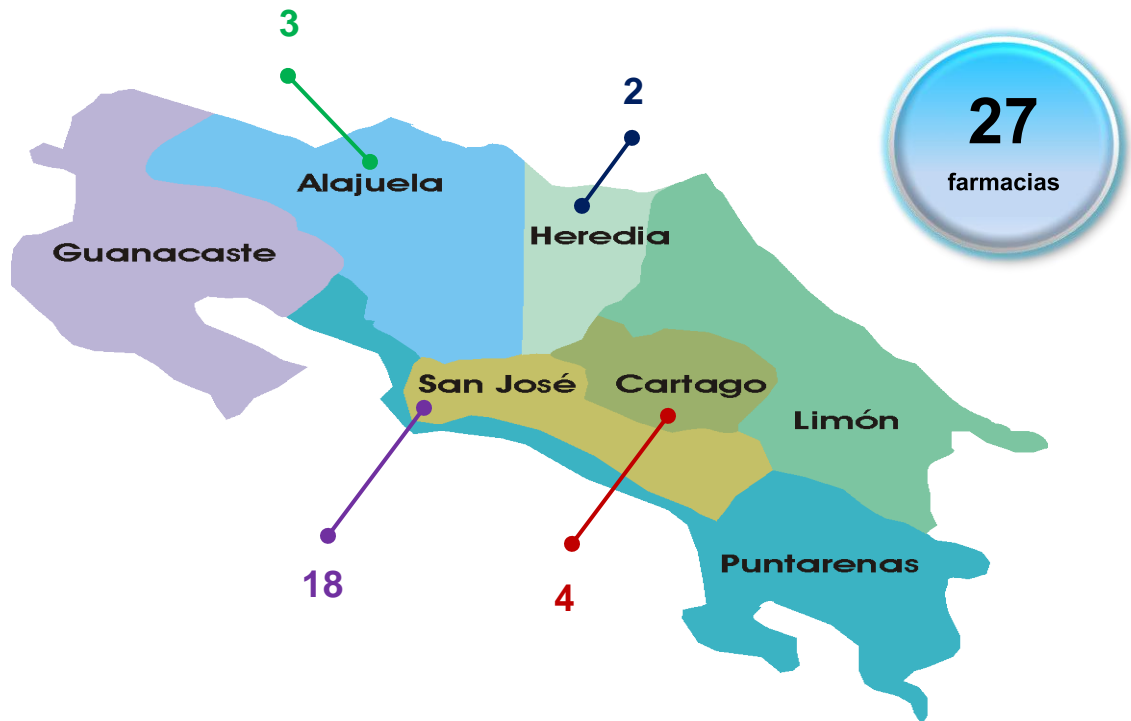 3
2
27
farmacias
Alajuela
Heredia
Guanacaste
San José
Cartago
Limón
Puntarenas
18
4